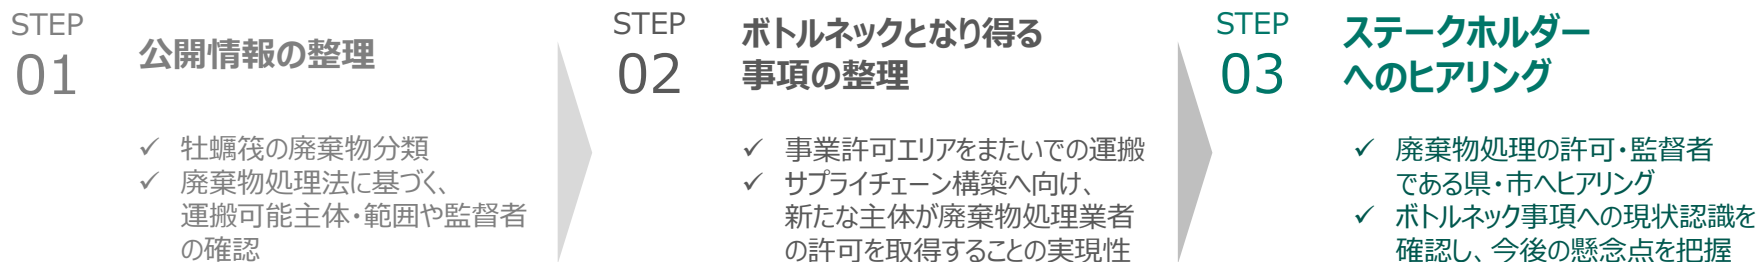 STEP
01
公開情報の整理
✓ 牡蠣筏の廃棄物分類
✓ 廃棄物処理法に基づく、
運搬可能主体・範囲や監督者
の確認
STEP
02
ボトルネックとなり得る
事項の整理
✓ 事業許可エリアをまたいでの運搬
✓ サプライチェーン構築へ向け、
新たな主体が廃棄物処理業者
の許可を取得することの実現性
STEP
03
ステークホルダー
へのヒアリング
✓ 廃棄物処理の許可・監督者
である県・市へヒアリング
✓ ボトルネック事項への現状認識を
確認し、今後の懸念点を把握